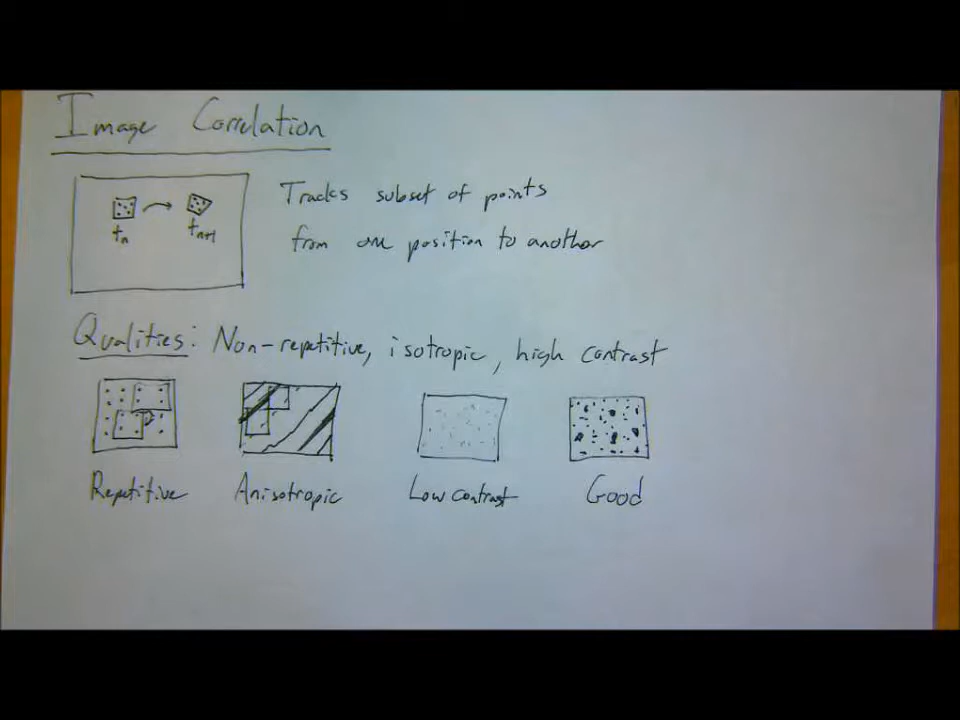 Image Correlation
Tracks subset of points
tn tn+1
from one position to another
Qualities: Non-repetitive, isotropic, high contrast
Repetitive Anisotropic Low contrast Good